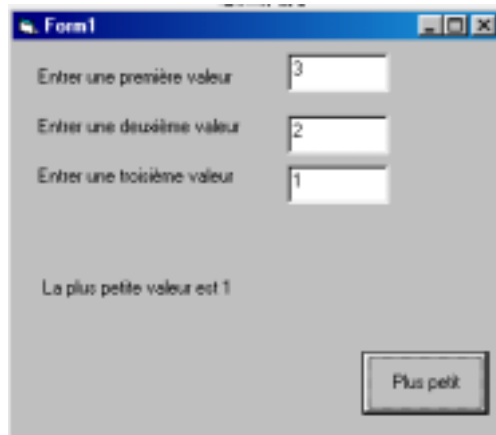 Form1
Entrer une première valeur 3
Entrer une deuxième valeur 2
Entrer une troisième valeur 1
La plus petite valeur est 1
Plus petit